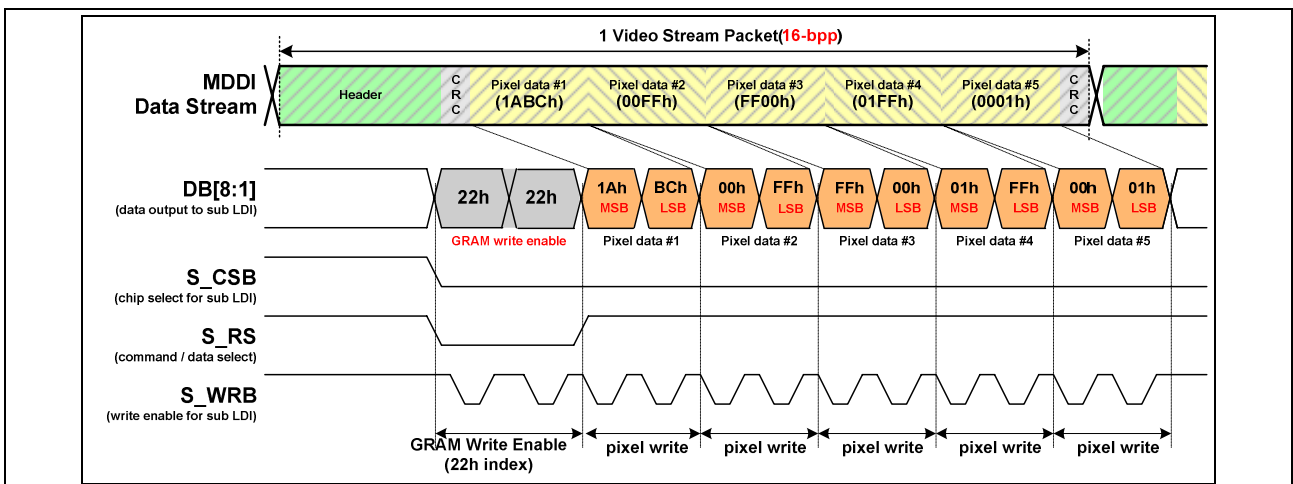 1 Video Stream Packet(16-bpp)
MDDI
Data Stream
Header
CRC
Pixel data #1
(1ABCh)
Pixel data #2
(00FFh)
Pixel data #3
(FF00h)
Pixel data #4
(01FFh)
Pixel data #5
(0001h)
CRC
DB[8:1]
(data output to sub LDI)
22h 22h
1Ah BCh 00h FFh FFh 00h 01h FFh 00h 01h
MSB LSB MSB LSB MSB LSB MSB LSB MSB LSB
GRAM write enable Pixel data #1 Pixel data #2 Pixel data #3 Pixel data #4 Pixel data #5
S_CSB
(chip select for sub LDI)
S_RS
(command / data select)
S_WRB
(write enable for sub LDI)
GRAM Write Enable
(22h index)
pixel write pixel write pixel write pixel write pixel write